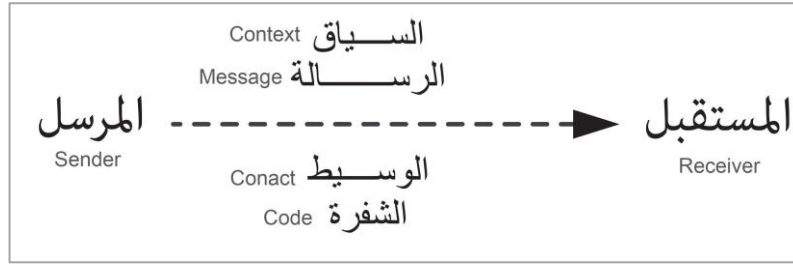 Context السياق
Message الرسالة
المرسل
Sender
المستقبل
Receiver
Conact الوسيط
Code الشفرة